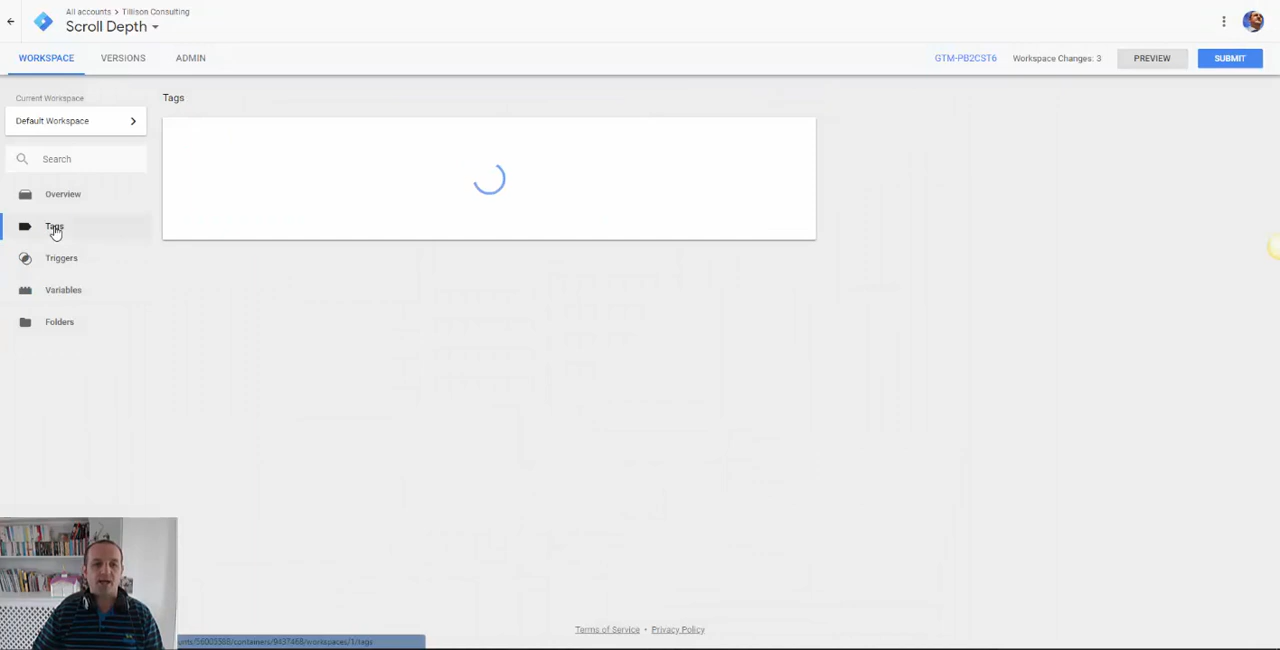 All accounts > Tillison Consulting
Scroll Depth
WORKSPACE VERSIONS ADMIN
GTM-PB2CST6 Workspace Changes: 3 PREVIEW SUBMIT
Current Workspace
Default Workspace
Search
Overview
Tags
Triggers
Variables
Folders
Tags
Terms of Service • Privacy Policy